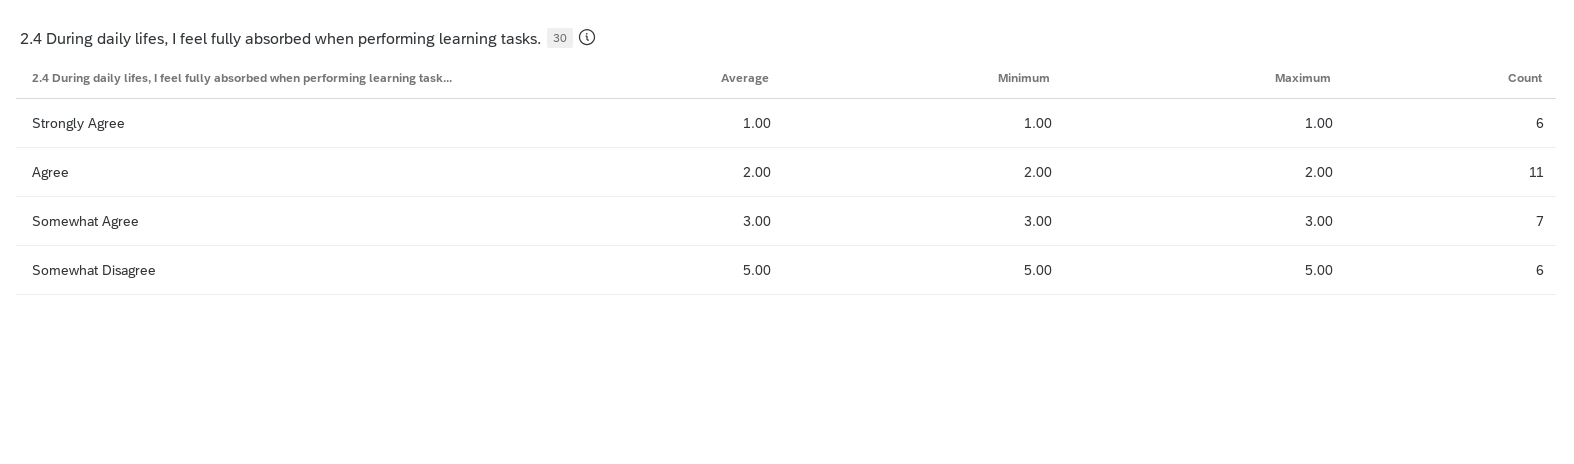 2.4 During daily lifes, I feel fully absorbed when performing learning tasks. 30
2.4 During daily lifes, I feel fully absorbed when performing learning task... Average Minimum Maximum Count
Strongly Agree 1.00 1.00 1.00 6
Agree 2.00 2.00 2.00 11
Somewhat Agree 3.00 3.00 3.00 7
Somewhat Disagree 5.00 5.00 5.00 6